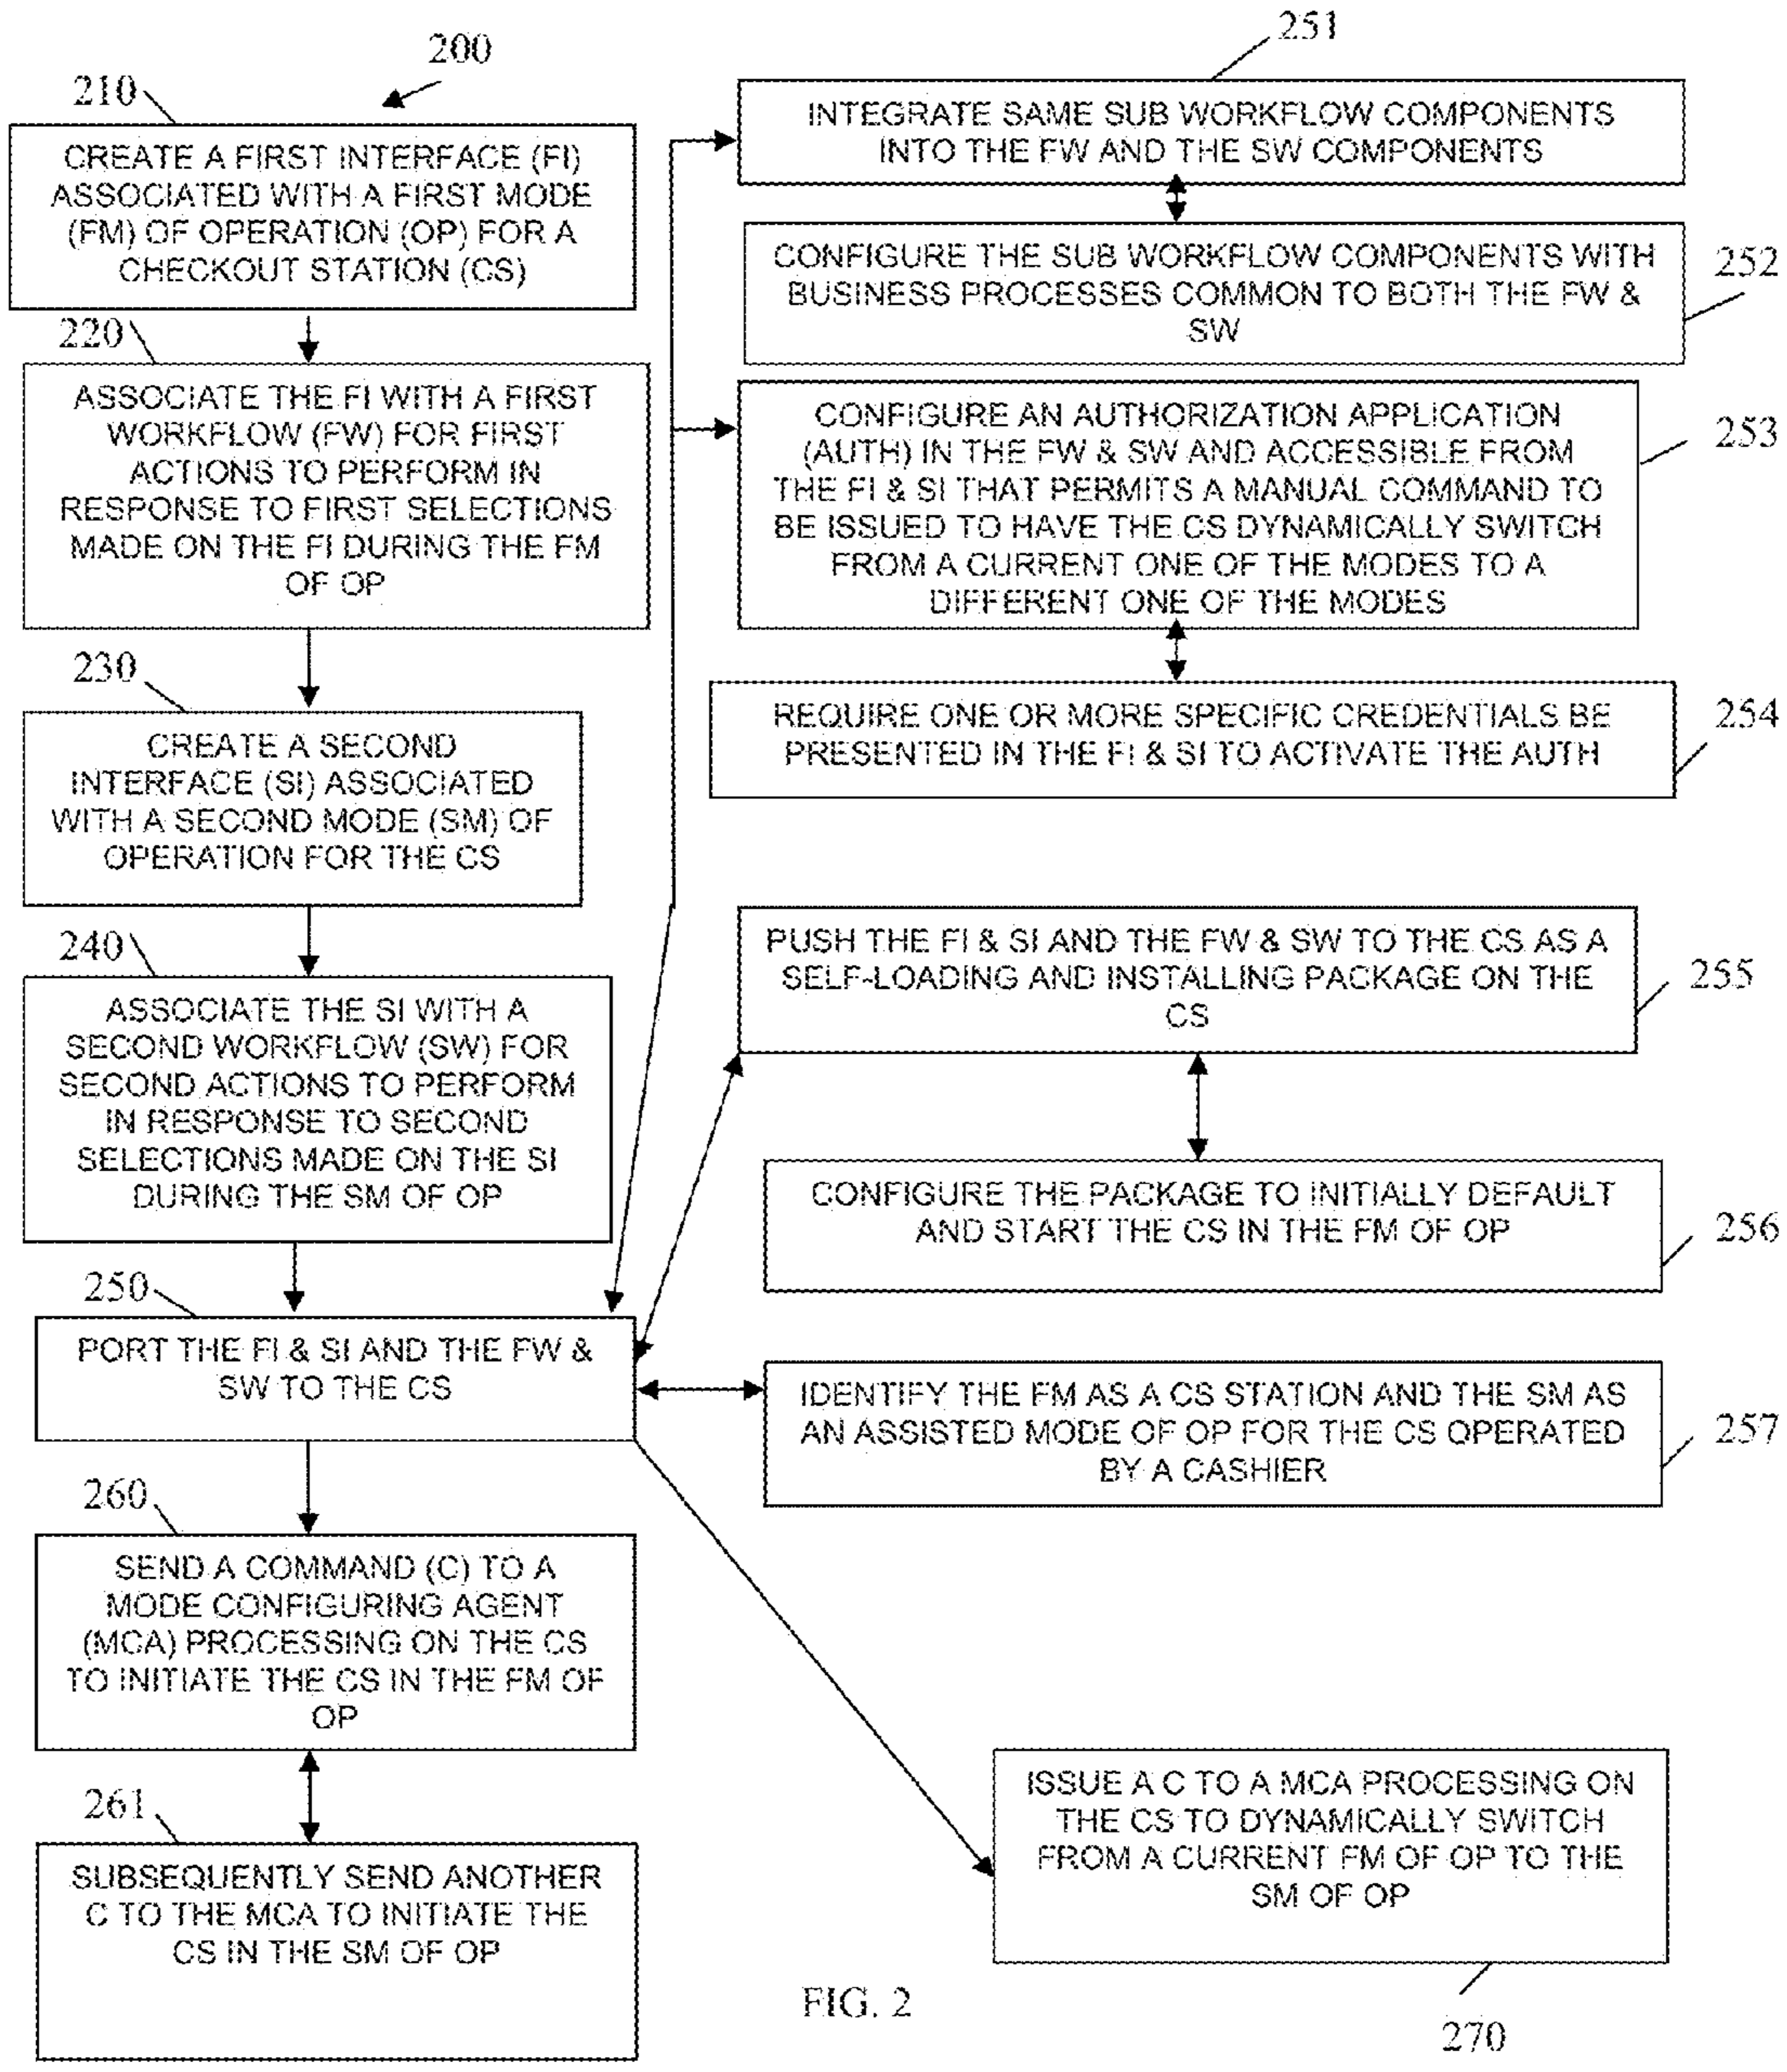 200
210
CREATE A FIRST INTERFACE (FI)
ASSOCIATED WITH A FIRST MODE
(FM) OF OPERATION (OP) FOR A
CHECKOUT STATION (CS)
220
ASSOCIATE THE FI WITH A FIRST
WORKFLOW (FW) FOR FIRST
ACTIONS TO PERFORM IN
RESPONSE TO FIRST SELECTIONS
MADE ON THE FI DURING THE FM
OF OP
230
CREATE A SECOND
INTERFACE (SI) ASSOCIATED
WITH A SECOND MODE (SM) OF
OPERATION FOR THE CS
240
ASSOCIATE THE SI WITH A
SECOND WORKFLOW (SW) FOR
SECOND ACTIONS TO PERFORM
IN RESPONSE TO SECOND
SELECTIONS MADE ON THE SI
DURING THE SM OF OP
250
PORT THE FI & SI AND THE FW &
SW TO THE CS
260
SEND A COMMAND (C) TO A
MODE CONFIGURING AGENT
(MCA) PROCESSING ON THE CS
TO INITIATE THE CS IN THE FM OF
OP
261
SUBSEQUENTLY SEND ANOTHER
C TO THE MCA TO INITIATE THE
CS IN THE SM OF OP
251
INTEGRATE SAME SUB WORKFLOW COMPONENTS
INTO THE FW AND THE SW COMPONENTS
252
CONFIGURE THE SUB WORKFLOW COMPONENTS WITH
BUSINESS PROCESSES COMMON TO BOTH THE FW &
SW
253
CONFIGURE AN AUTHORIZATION APPLICATION
(AUTH) IN THE FW & SW AND ACCESSIBLE FROM
THE FI & SI THAT PERMITS A MANUAL COMMAND TO
BE ISSUED TO HAVE THE CS DYNAMICALLY SWITCH
FROM A CURRENT ONE OF THE MODES TO A
DIFFERENT ONE OF THE MODES
254
REQUIRE ONE OR MORE SPECIFIC CREDENTIALS BE
PRESENTED IN THE FI & SI TO ACTIVATE THE AUTH
255
PUSH THE FI & SI AND THE FW & SW TO THE CS AS A
SELF-LOADING AND INSTALLING PACKAGE ON THE
CS
256
CONFIGURE THE PACKAGE TO INITIALLY DEFAULT
AND START THE CS IN THE FM OF OP
257
IDENTIFY THE FM AS A CS STATION AND THE SM AS
AN ASSISTED MODE OF OP FOR THE CS OPERATED
BY A CASHIER
ISSUE A C TO A MCA PROCESSING ON
THE CS TO DYNAMICALLY SWITCH
FROM A CURRENT FM OF OP TO THE
SM OF OP
270
FIG. 2